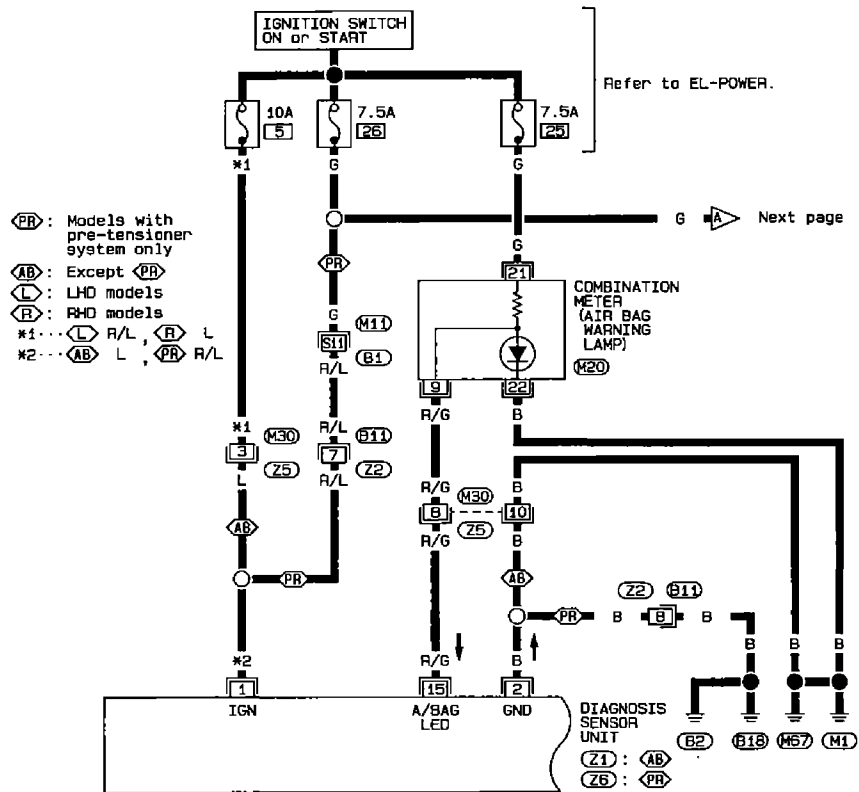 IGNITION SWITCH
ON or START
Refer to EL-POWER.
10A
5
7.5A
26
7.5A
25
*1
G
G
G
A
Next page
PR : Models with
pre-tensioner
system only
AB : Except PR
L : LHD models
R : RHD models
*1··· L R/L , R L
*2··· AB L , PR R/L
PR
G
G
21
COMBINATION
METER
(AIR BAG
WARNING
LAMP)
M20
M11
S11
B1
R/L
9
22
R/G
B
*1
M30
3
Z5
L
R/L
B11
7
Z2
R/L
R/G
M30
B
8
10
Z5
R/G
B
AB
AB
PR
PR
B
Z2
B11
8
B
*2
R/G
B
B
B
B
1
15
2
IGN
A/BAG
LED
GND
DIAGNOSIS
SENSOR
UNIT
Z1 : AB
Z6 : PR
B2
B18
M67
M1